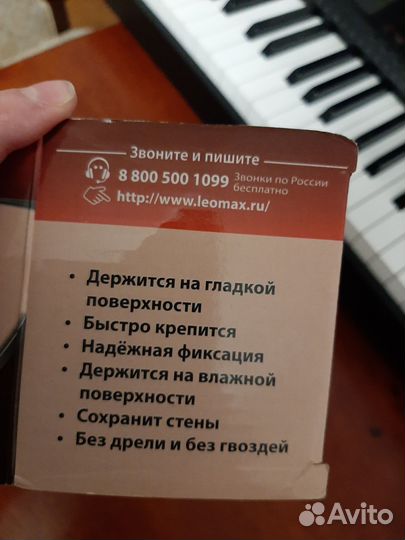 Звоните и пишите
8 800 500 1099 Звонки по России
бесплатно
http://www.leomax.ru/
• Держится на гладкой
поверхности
• Быстро крепится
• Надёжная фиксация
• Держится на влажной
поверхности
• Сохранит стены
• Без дрели и без гвоздей
Avito